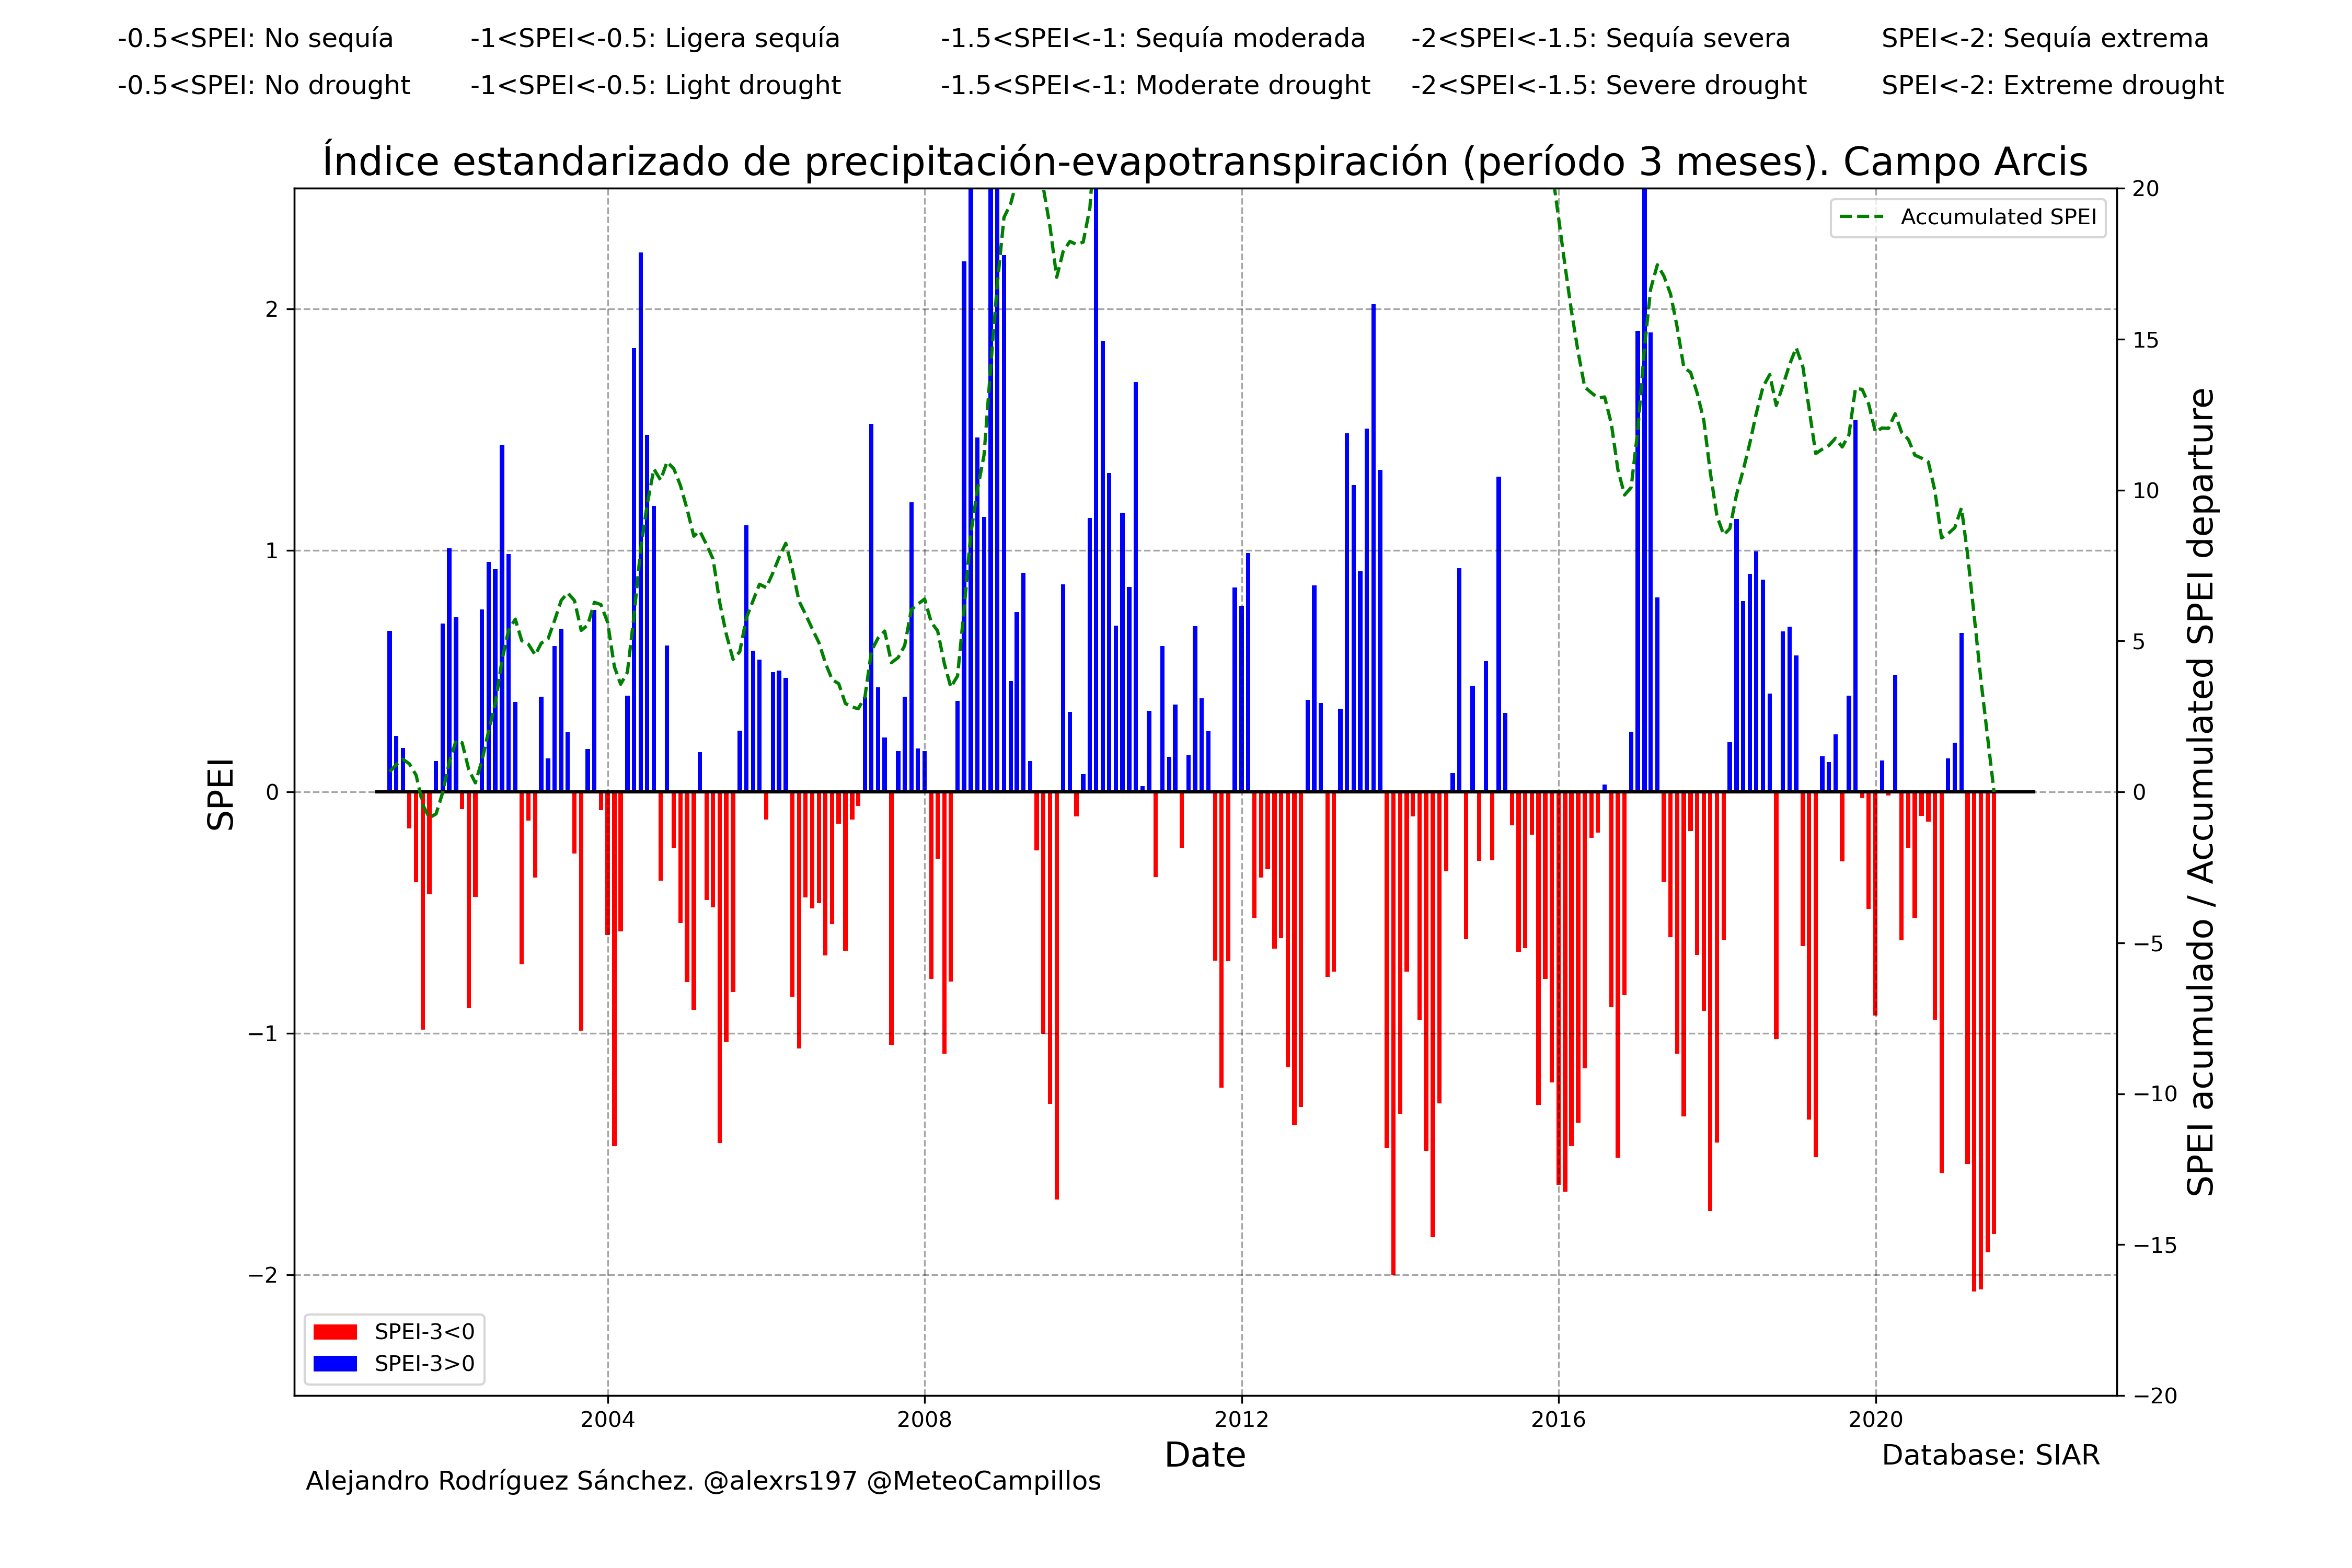 -0.5<SPEI: No sequía -1<SPEI<-0.5: Ligera sequía -1.5<SPEI<-1: Sequía moderada -2<SPEI<-1.5: Sequía severa SPEI<-2: Sequía extrema
-0.5<SPEI: No drought -1<SPEI<-0.5: Light drought -1.5<SPEI<-1: Moderate drought -2<SPEI<-1.5: Severe drought SPEI<-2: Extreme drought
Índice estandarizado de precipitación-evapotranspiración (período 3 meses). Campo Arcis
SPEI
2
1
0
−1
−2
Accumulated SPEI
20
15
10
5
0
−5
−10
−15
−20
SPEI acumulado / Accumulated SPEI departure
SPEI-3<0
SPEI-3>0
2004 2008 2012 2016 2020
Date
Database: SIAR
Alejandro Rodríguez Sánchez. @alexrs197 @MeteoCampillos